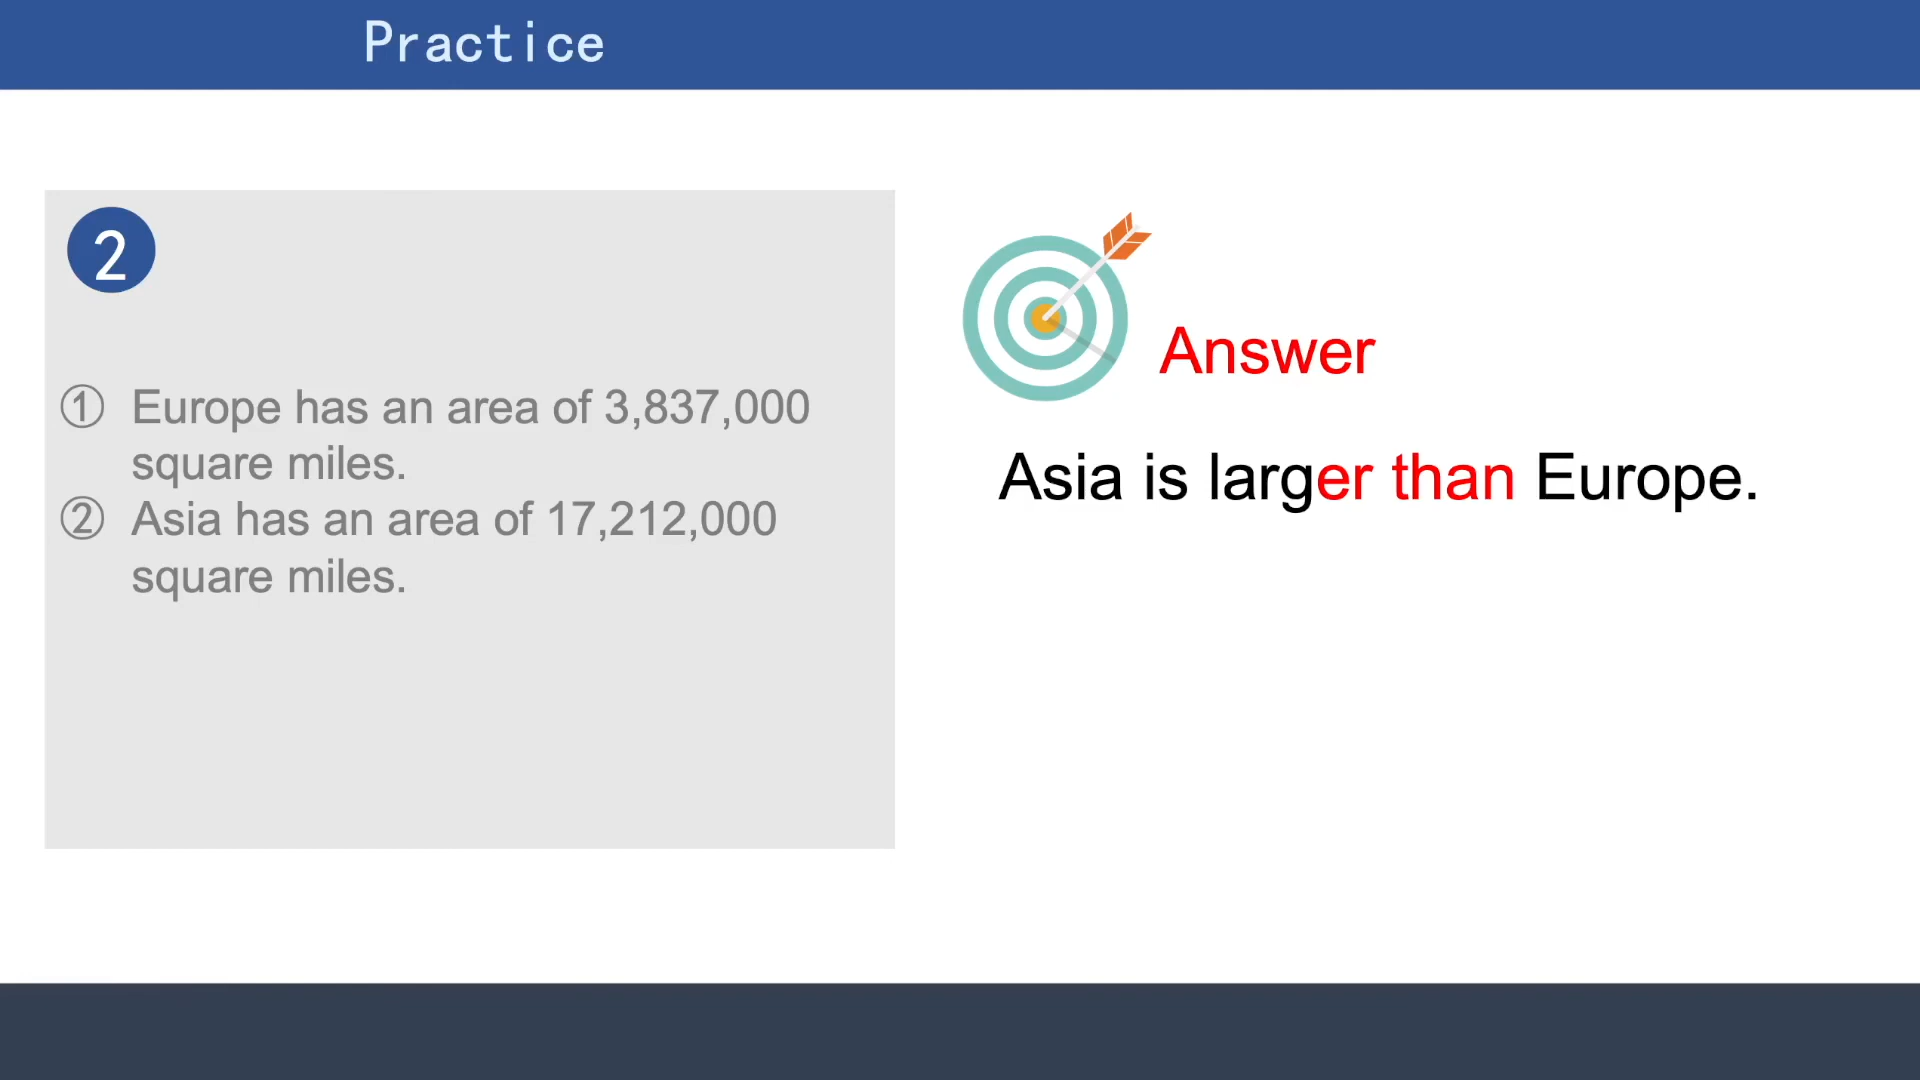 Practice
2
① Europe has an area of 3,837,000
square miles.
② Asia has an area of 17,212,000
square miles.
Answer
Asia is larger than Europe.